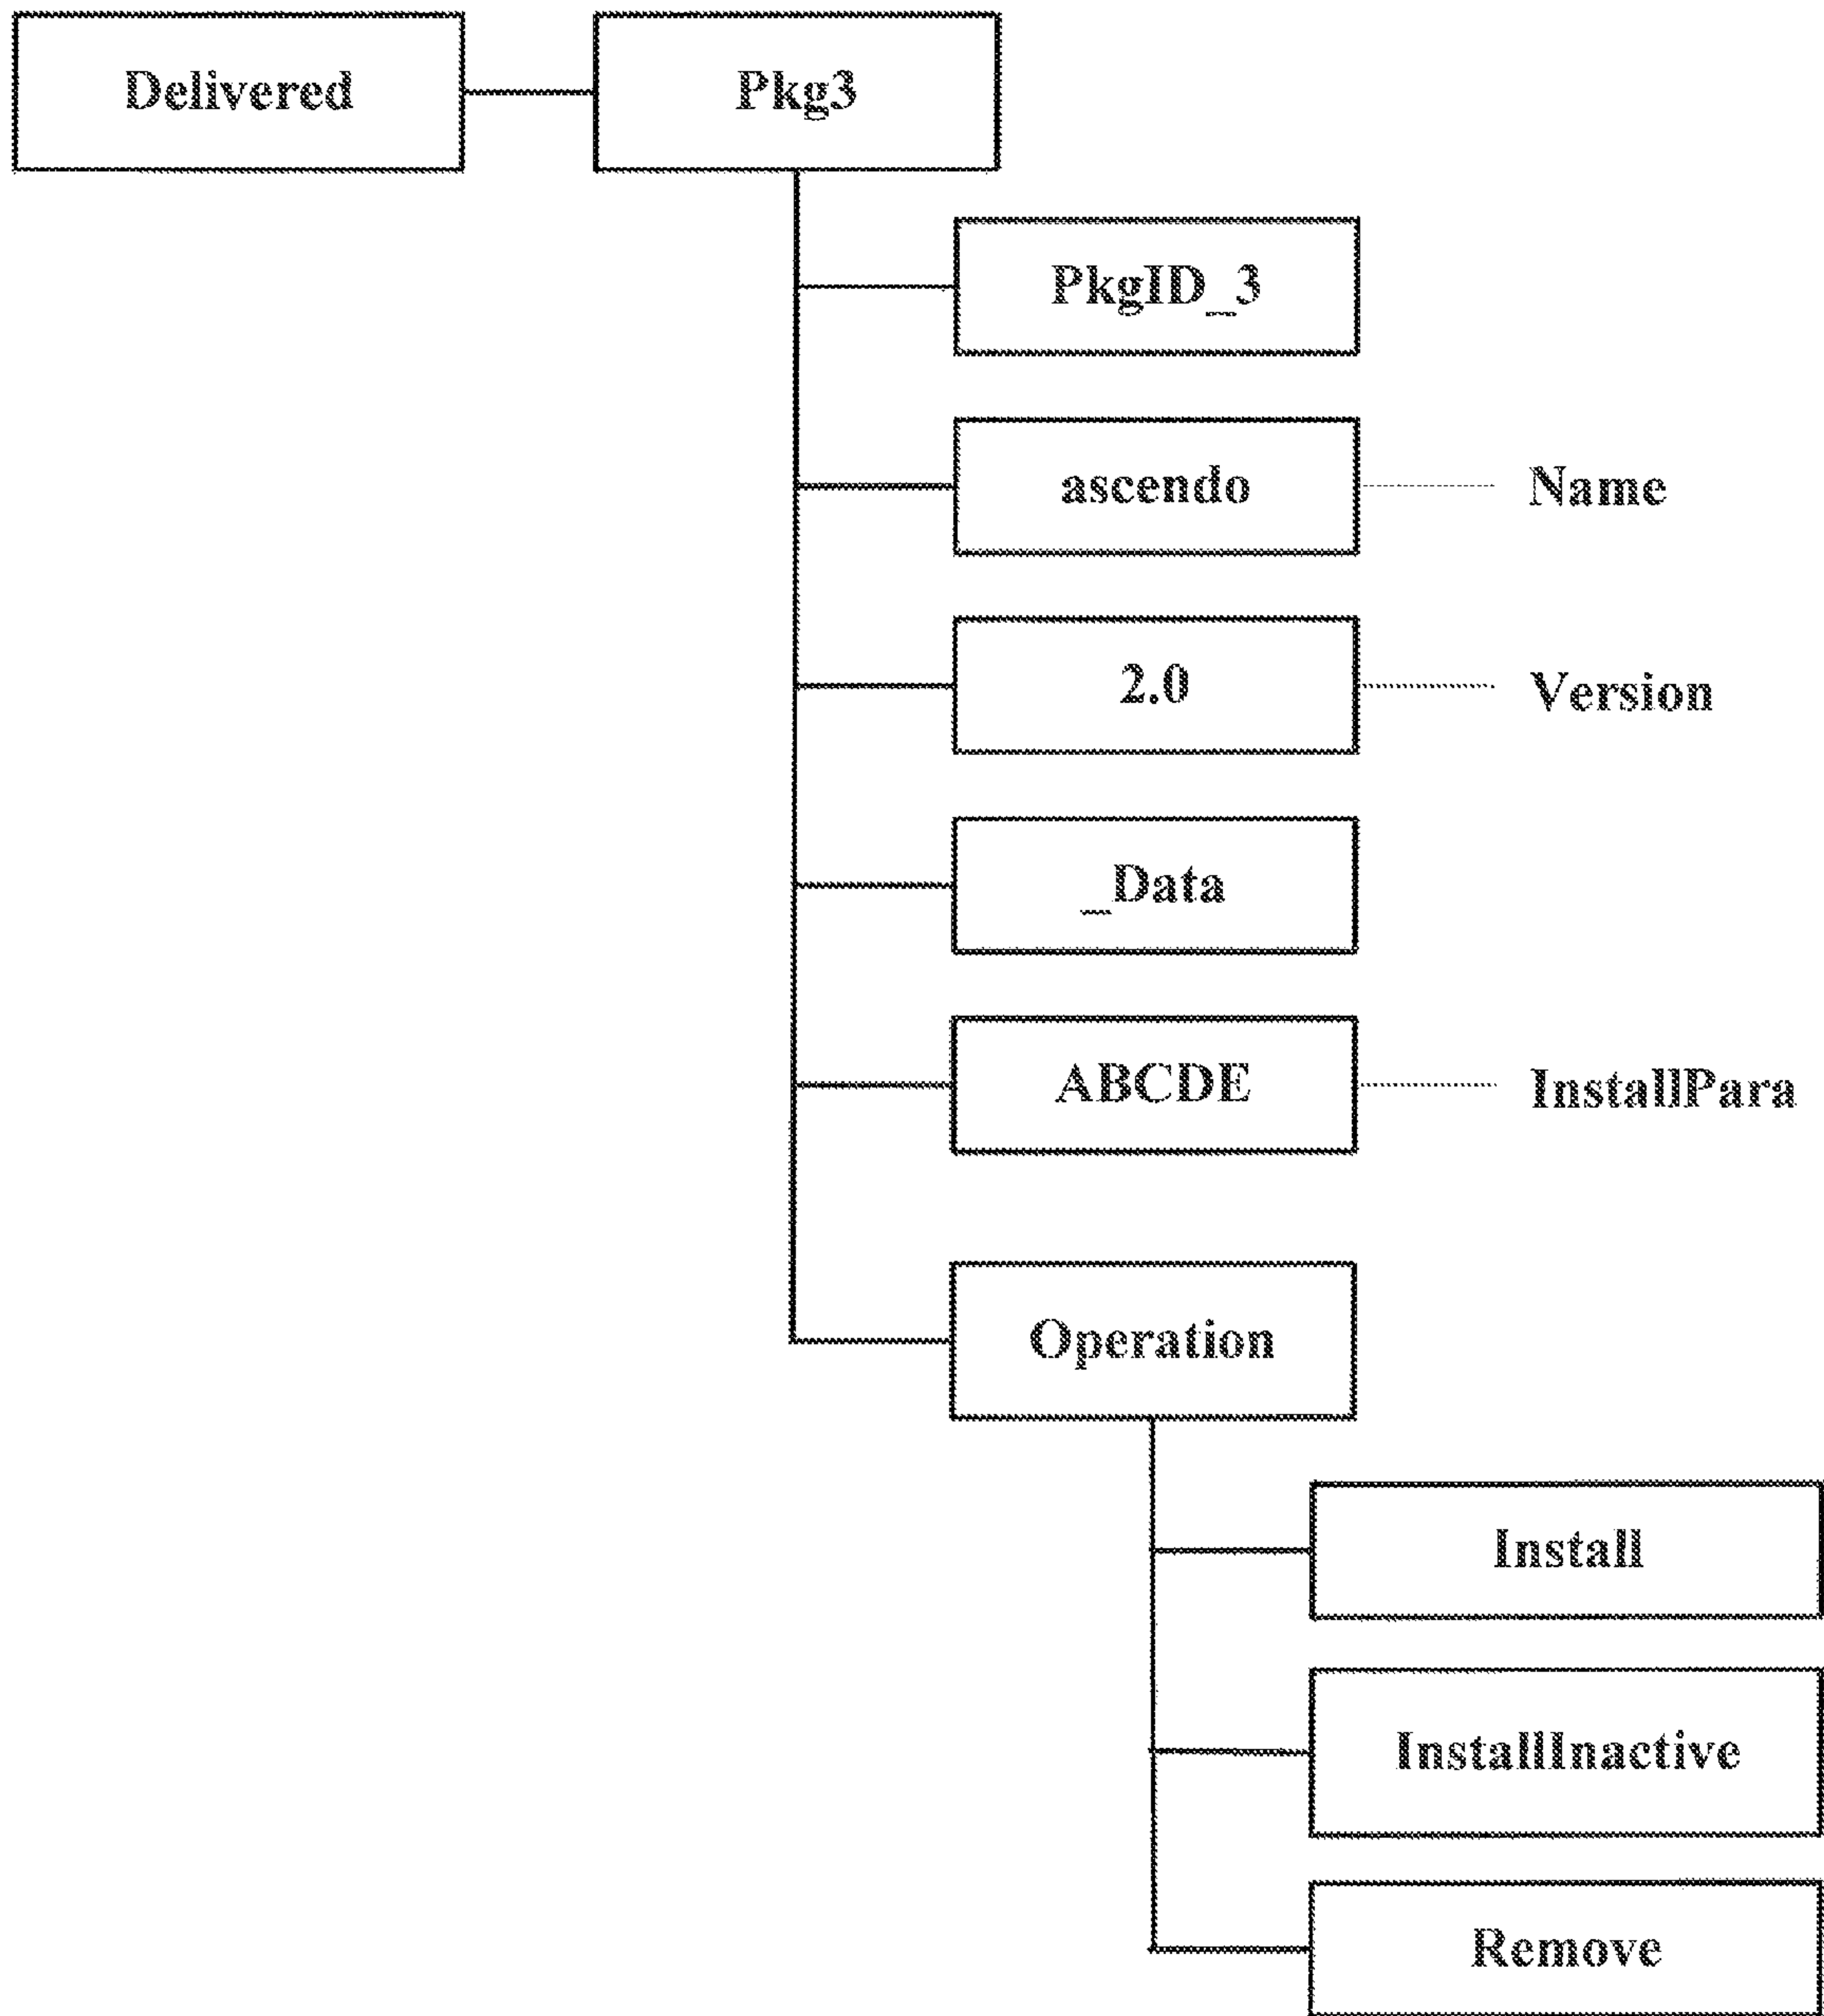 Delivered
Pkg3
PkgID_3
ascendo
Name
2.0
Version
_Data
ABCDE
InstallPara
Operation
Install
InstallInactive
Remove